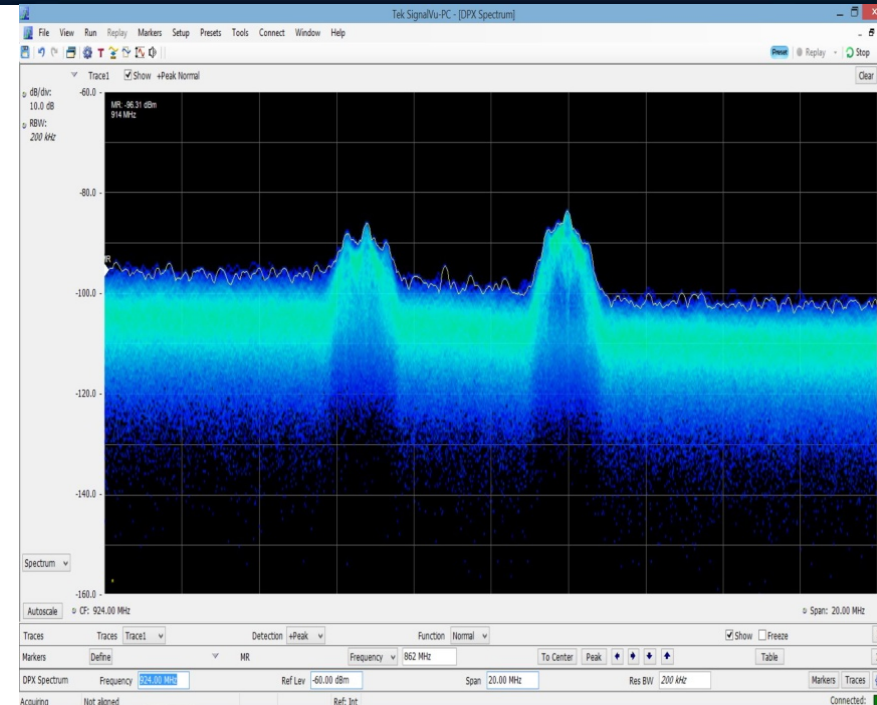 Tek SignalVu-PC - [DPX Spectrum]
File View Run Replay Markers Setup Presets Tools Connect Window Help
Preset Replay Stop
Trace1 Show +Peak Normal Clear
dB/div:
10.0 dB
RBW:
200 kHz
-60.0
MR: -96.31 dBm
914 MHz
-80.0
MR
-100.0
-120.0
-140.0
Spectrum
-160.0
Autoscale CF: 924.00 MHz Span: 20.00 MHz
Traces Traces Trace1 Detection +Peak Function Normal Show Freeze
Markers Define MR Frequency 862 MHz To Center Peak Table
DPX Spectrum Frequency 924.00 MHz Ref Lev -60.00 dBm Span 20.00 MHz Res BW 200 kHz Markers Traces
Acquiring Not aligned Ref: Int Connected: